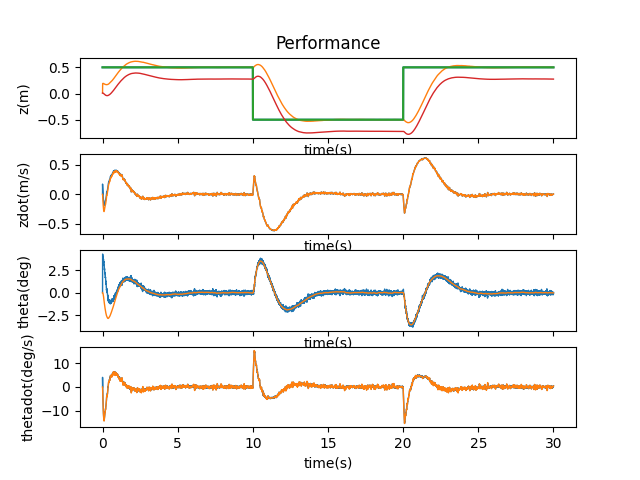 Performance
z(m)
0.5
0.0
−0.5
time(s)
zdot(m/s)
0.5
0.0
−0.5
time(s)
theta(deg)
2.5
0.0
−2.5
time(s)
thetadot(deg/s)
10
0
−10
0 5 10 15 20 25 30
time(s)